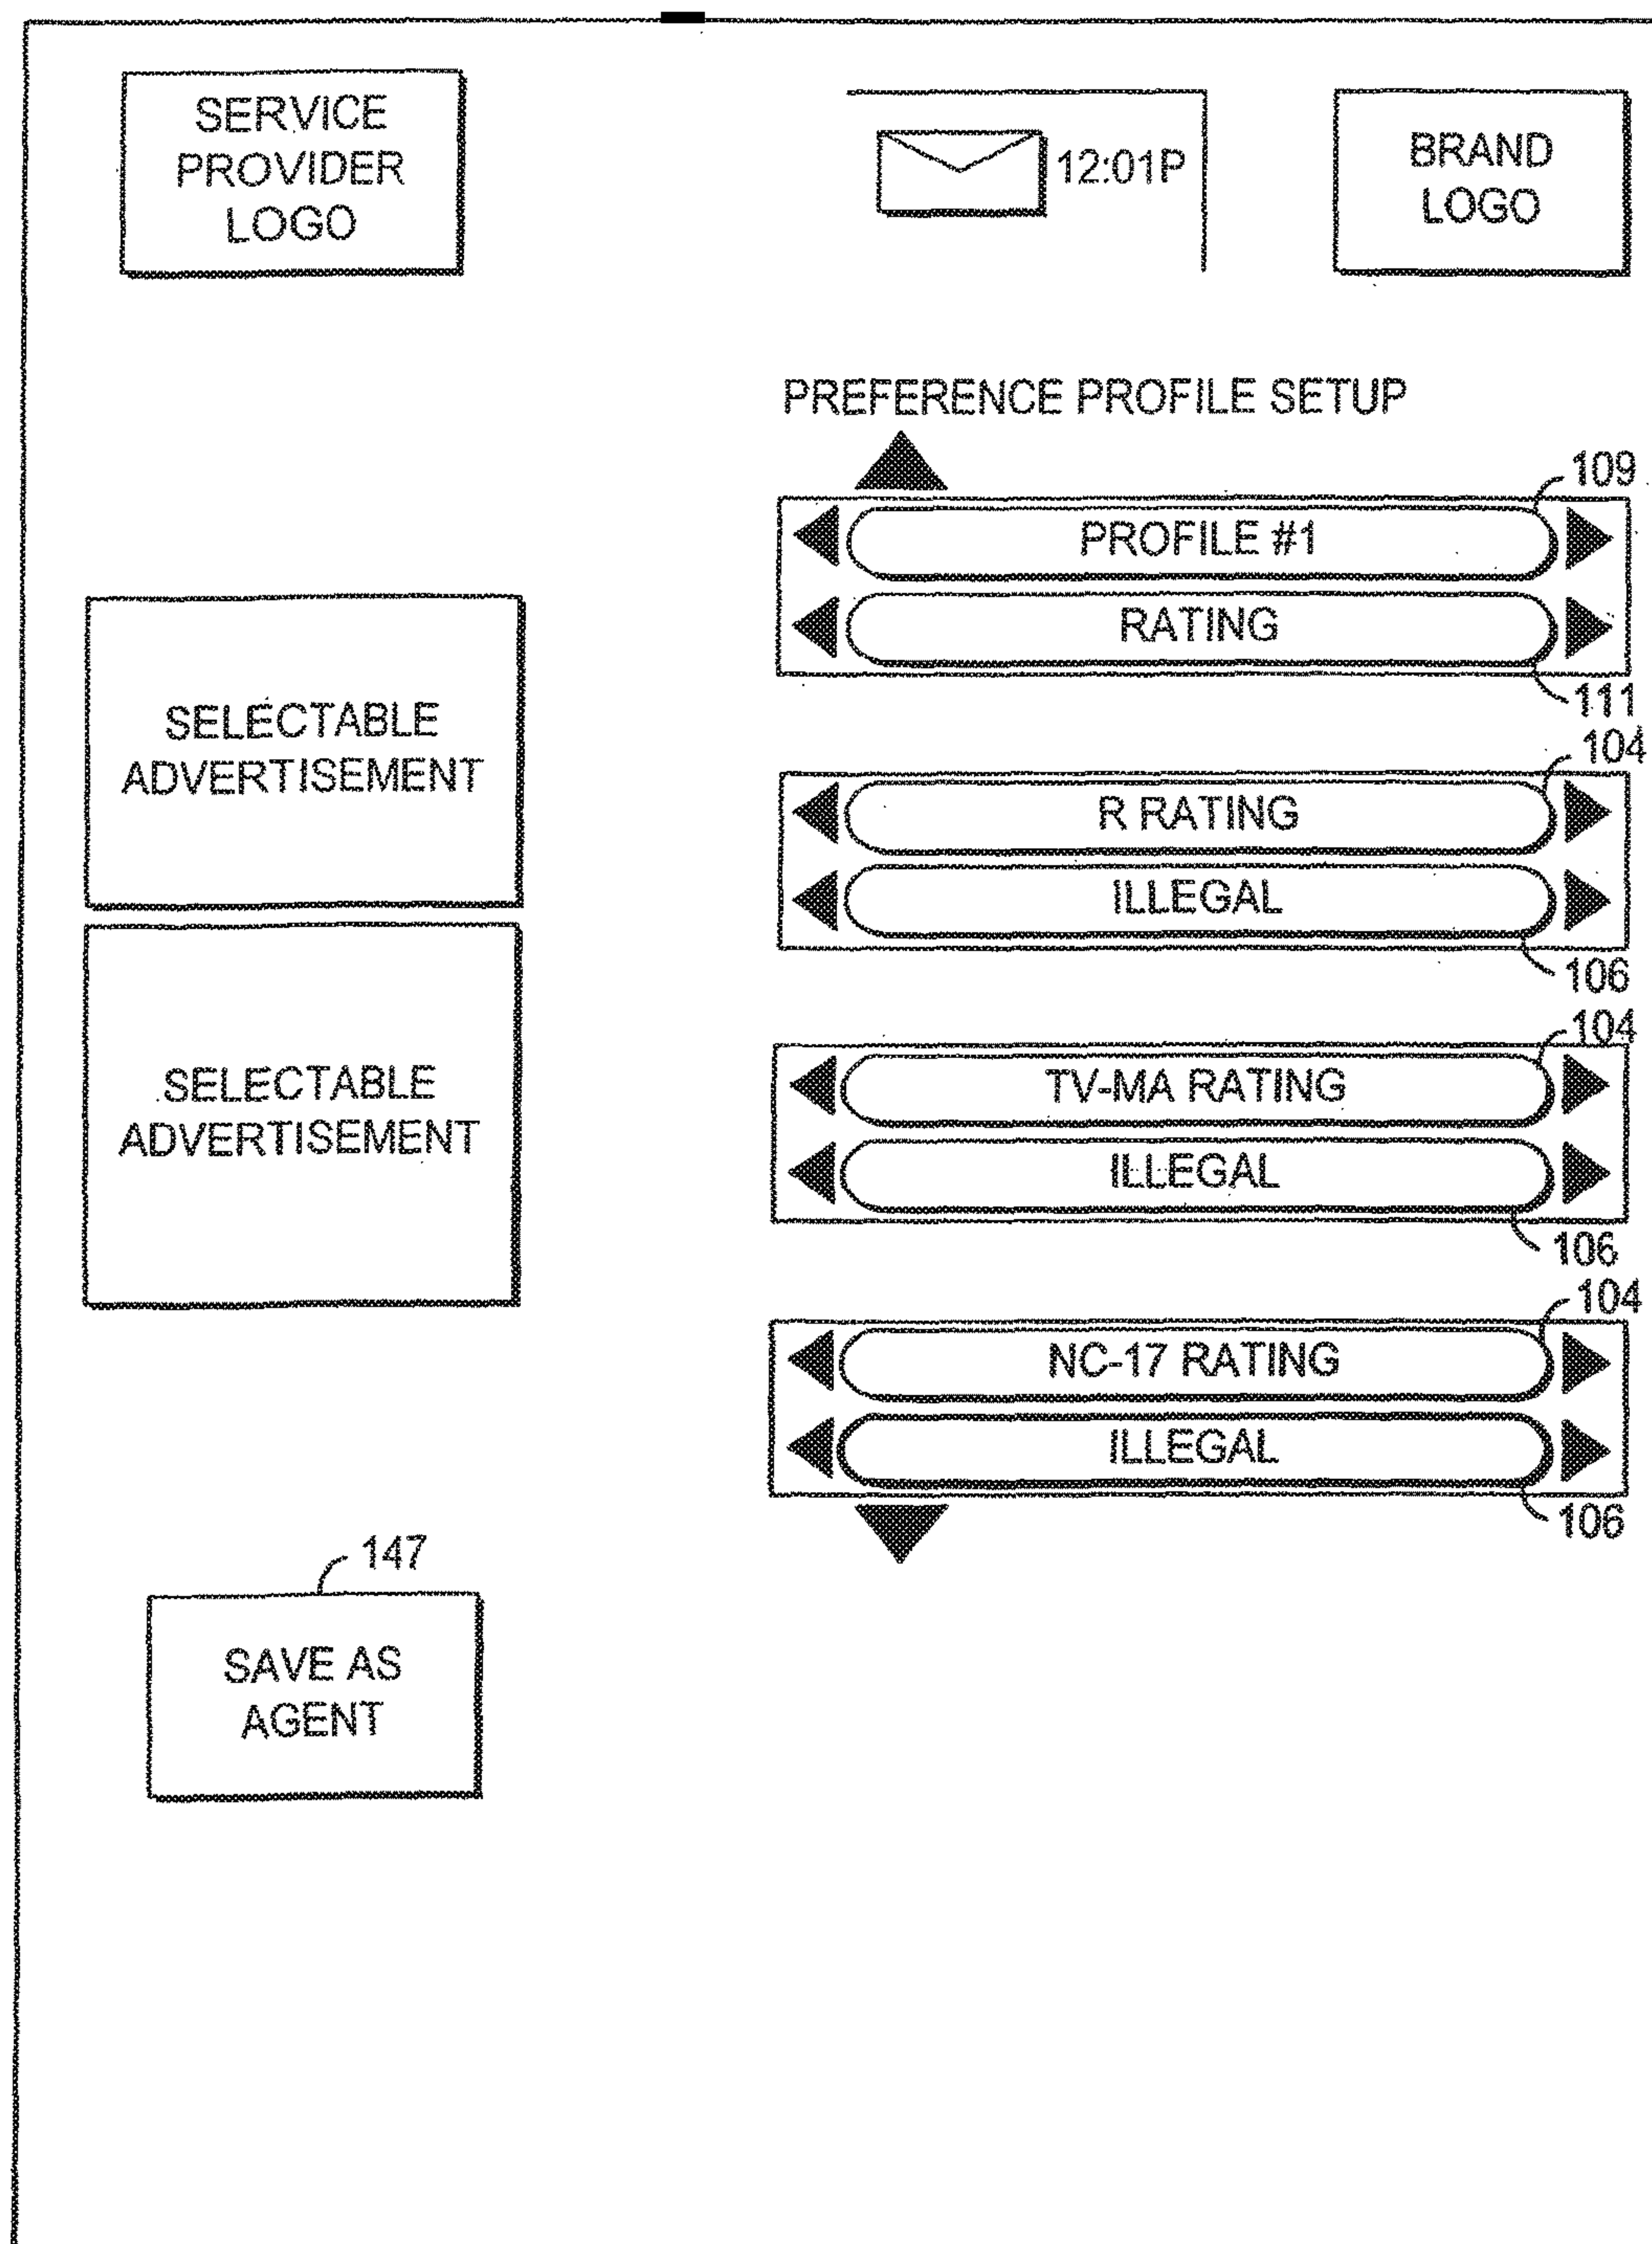 SERVICE
PROVIDER
LOGO
12:01P
BRAND
LOGO
PREFERENCE PROFILE SETUP
109
PROFILE #1
RATING
111
SELECTABLE
ADVERTISEMENT
104
R RATING
ILLEGAL
106
SELECTABLE
ADVERTISEMENT
104
TV-MA RATING
ILLEGAL
106
104
NC-17 RATING
ILLEGAL
106
147
SAVE AS
AGENT